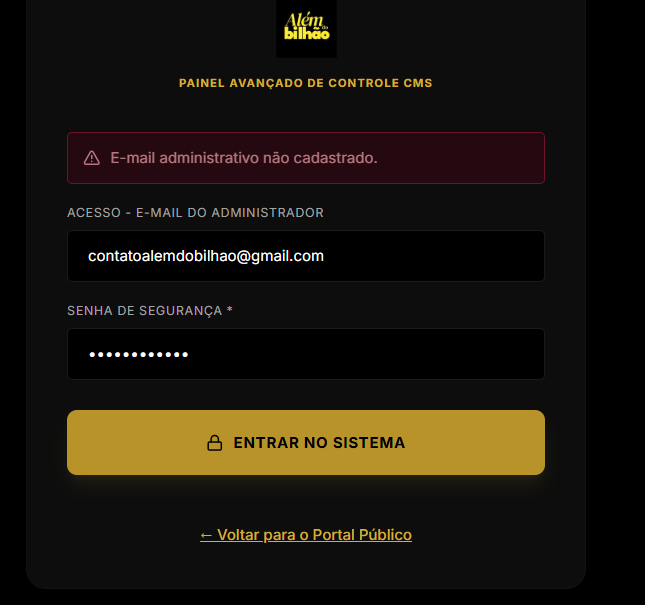 Além do
bilhão
PAINEL AVANÇADO DE CONTROLE CMS
E-mail administrativo não cadastrado.
ACESSO - E-MAIL DO ADMINISTRADOR
contatoalemdobilhao@gmail.com
SENHA DE SEGURANÇA *
••••••••••••
ENTRAR NO SISTEMA
← Voltar para o Portal Público